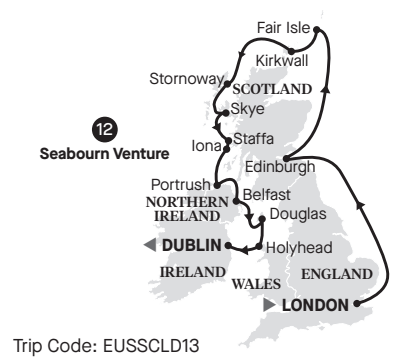 Fair Isle
Kirkwall
Stornoway
SCOTLAND
Skye
12
Seabourn Venture
Staffa
Iona
Edinburgh
Portrush
NORTHERN
IRELAND
Belfast
Douglas
DUBLIN
Holyhead
IRELAND
WALES
ENGLAND
LONDON
Trip Code: EUSSCLD13